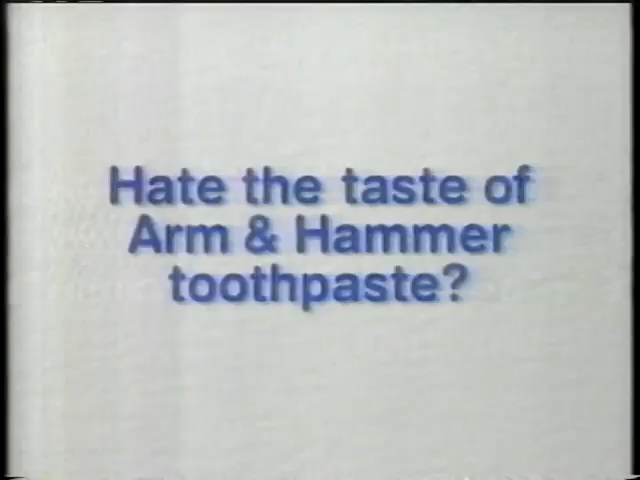 Hate the taste of
Arm & Hammer
toothpaste?